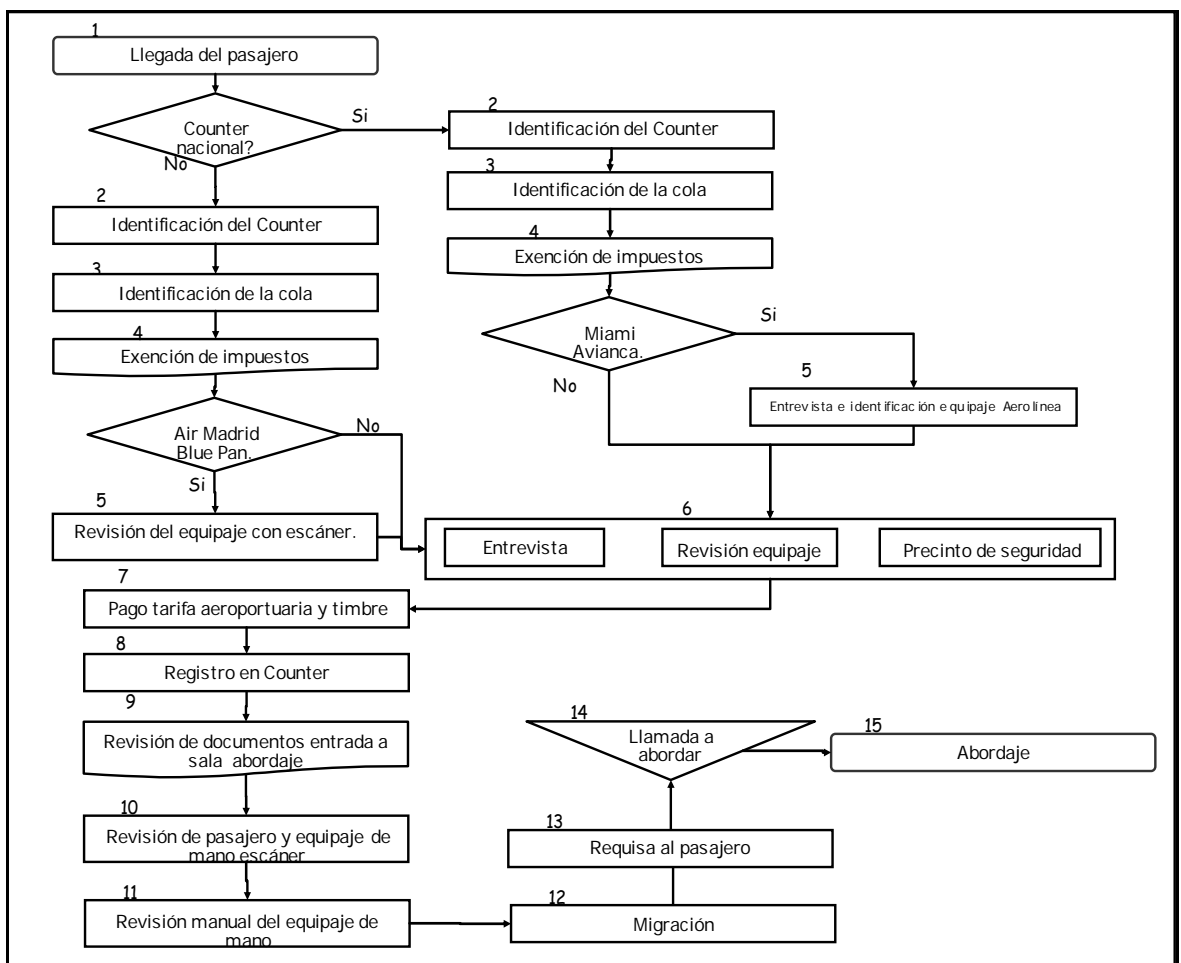 1
Llegada del pasajero
Counter
nacional?
Si
No
2
Identificación del Counter
3
Identificación de la cola
4
Exención de impuestos
Miami
Avianca.
Si
No
5
Entrevista e identificación equipaje Aerolínea
2
Identificación del Counter
3
Identificación de la cola
4
Exención de impuestos
Air Madrid
Blue Pan.
No
Si
5
Revisión del equipaje con escáner.
6
Entrevista
Revisión equipaje
Precinto de seguridad
7
Pago tarifa aeroportuaria y timbre
8
Registro en Counter
9
Revisión de documentos entrada a
sala abordaje
10
Revisión de pasajero y equipaje de
mano escáner
11
Revisión manual del equipaje de
mano
12
Migración
13
Requisa al pasajero
14
Llamada a
abordar
15
Abordaje